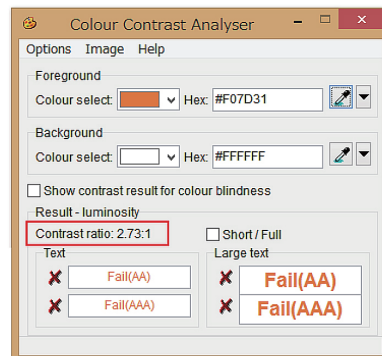 Colour Contrast Analyser
Options Image Help
Foreground
Colour select: Hex: #F07D31
Background
Colour select: Hex: #FFFFFF
Show contrast result for colour blindness
Result - luminosity
Contrast ratio: 2.73:1
Short / Full
Text
Large text
Fail(AA)
Fail(AA)
Fail(AAA)
Fail(AAA)